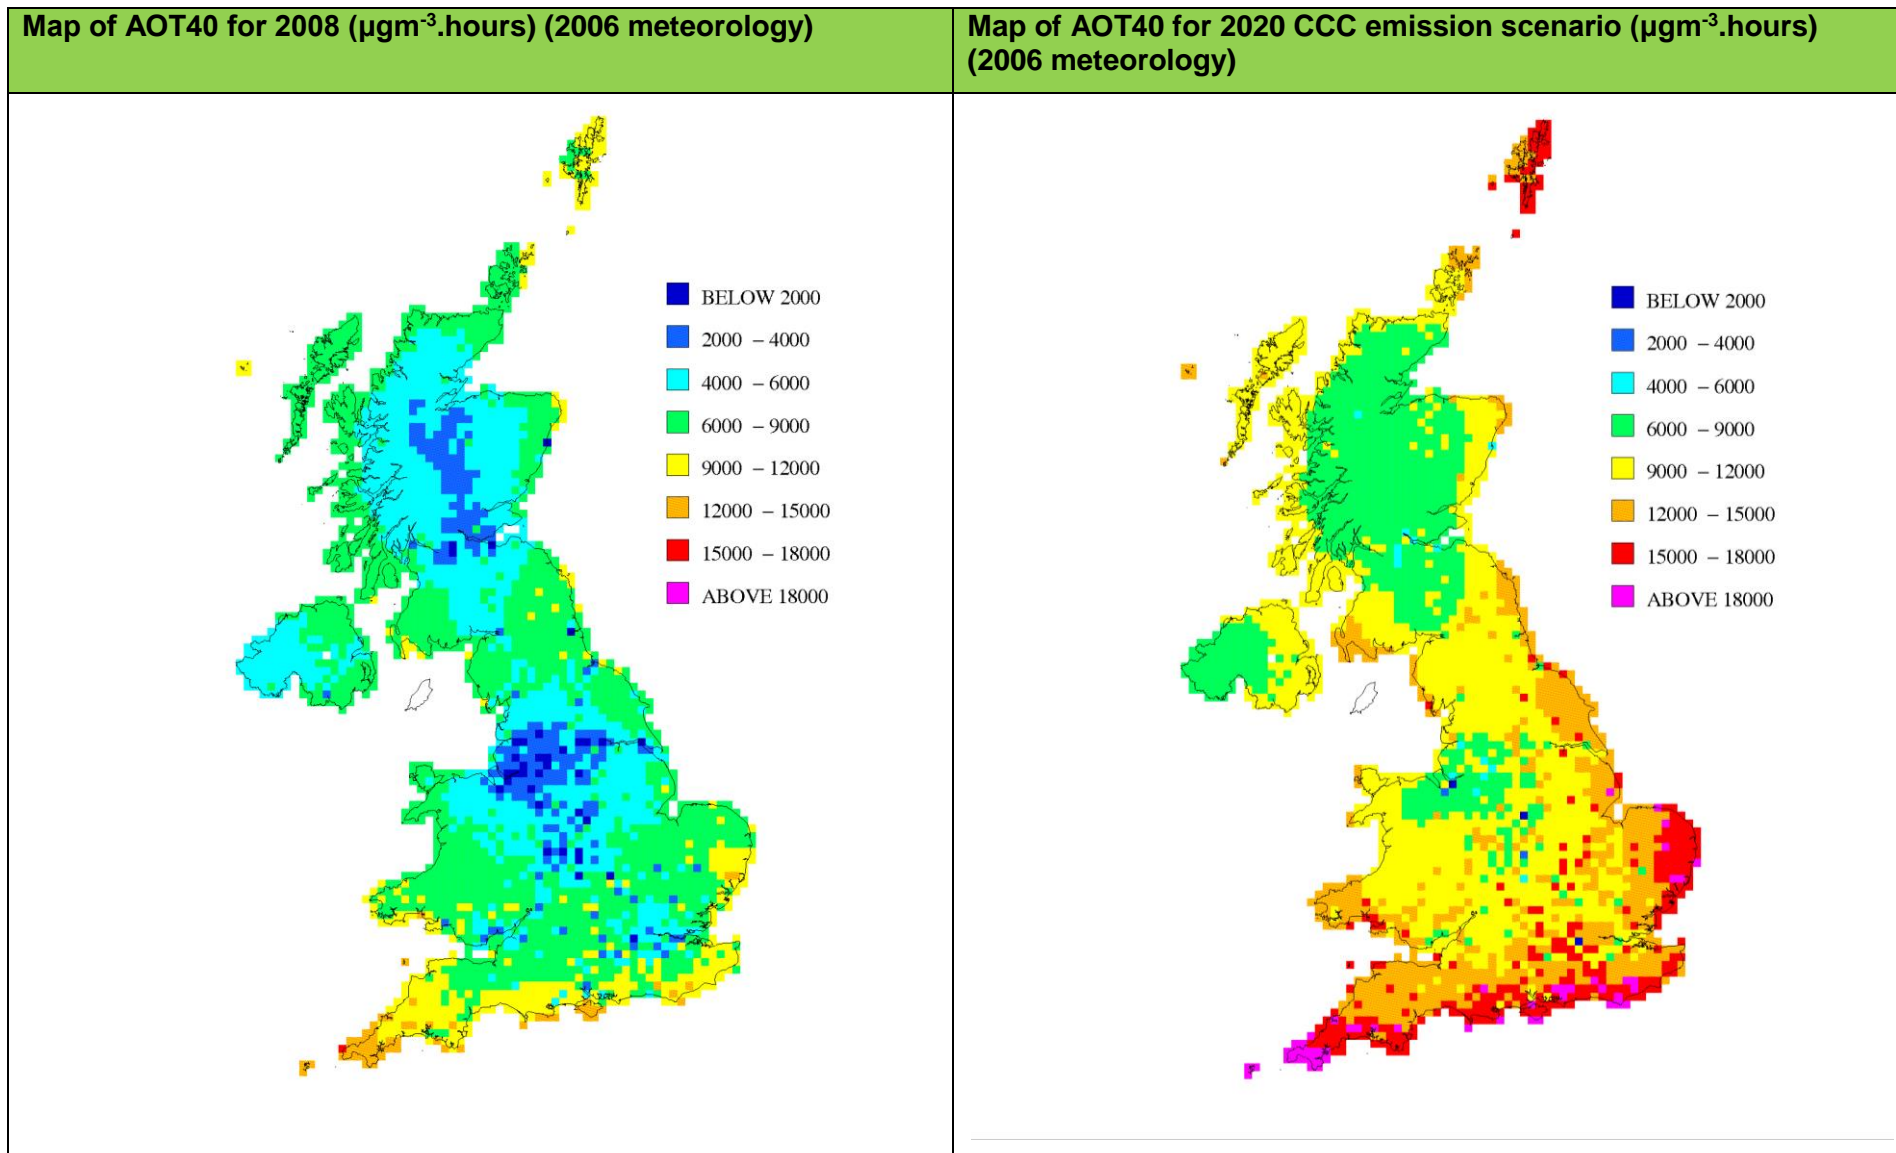 Map of AOT40 for 2008 (µgm-3.hours) (2006 meteorology)
Map of AOT40 for 2020 CCC emission scenario (µgm-3.hours)
(2006 meteorology)
BELOW 2000
2000 – 4000
4000 – 6000
6000 – 9000
9000 – 12000
12000 – 15000
15000 – 18000
ABOVE 18000
BELOW 2000
2000 – 4000
4000 – 6000
6000 – 9000
9000 – 12000
12000 – 15000
15000 – 18000
ABOVE 18000